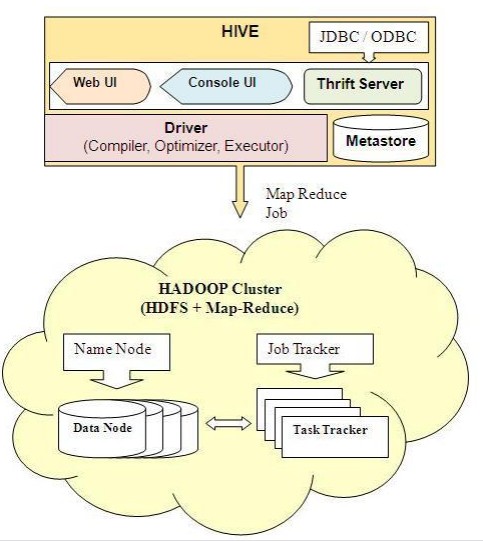 HIVE
JDBC / ODBC
Web UI
Console UI
Thrift Server
Driver
(Compiler, Optimizer, Executor)
Metastore
Map Reduce
Job
HADOOP Cluster
(HDFS + Map-Reduce)
Name Node
Job Tracker
Data Node
Task Tracker